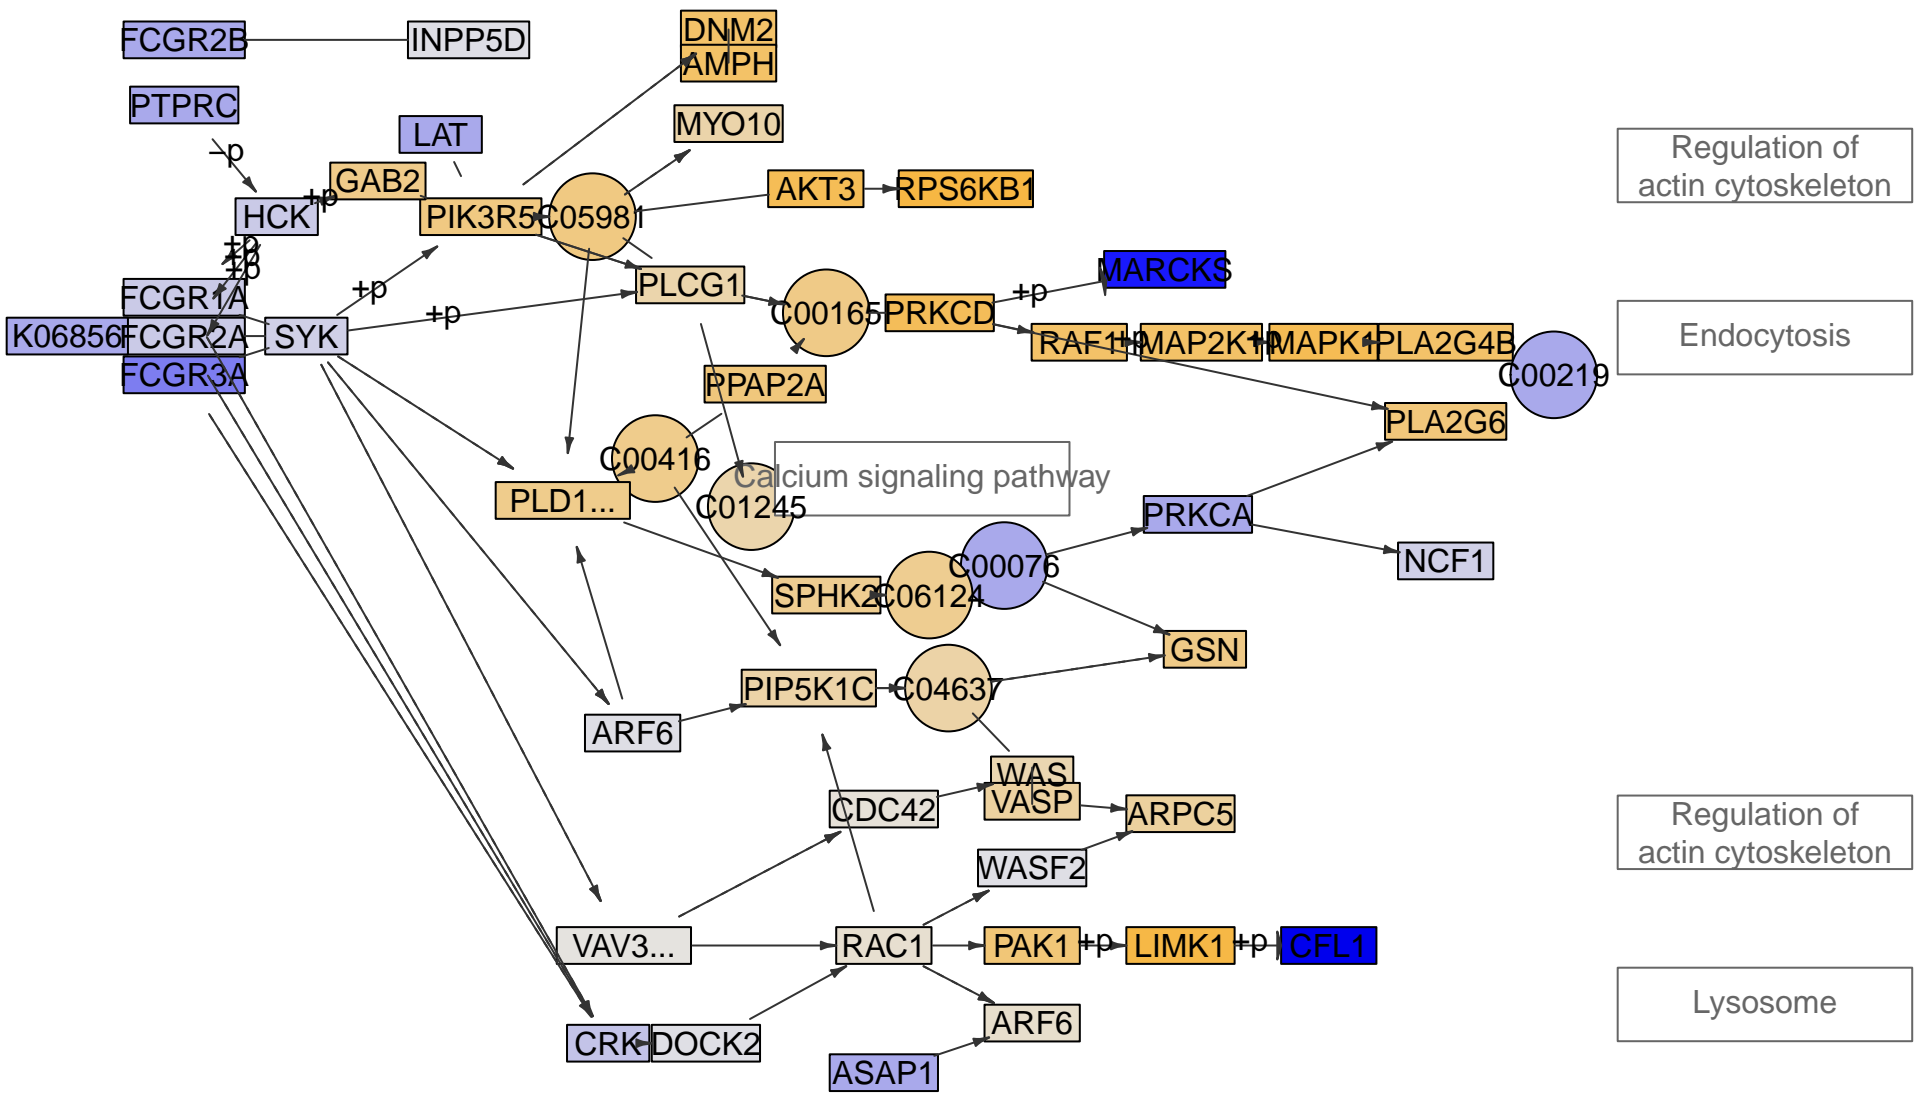 FCGR2B
INPP5D
DNM2
AMPH
PTPRC
LAT
MYO10
–p
GAB2
+p
HCK
PIK3R5
C05981
AKT3
RPS6KB1
Regulation of
actin cytoskeleton
+p
+p
+p
FCGR1A
+p
PLCG1
C00165
PRKCD
+p
MARCKS
K06856
FCGR2A
SYK
+p
RAF1
+p
MAP2K1
+p
MAPK1
PLA2G4B
Endocytosis
FCGR3A
PPAP2A
C00219
PLA2G6
C00416
Calcium signaling pathway
PLD1...
C01245
PRKCA
NCF1
C00076
SPHK2
C06124
GSN
PIP5K1C
C04637
ARF6
WAS
VASP
CDC42
ARPC5
Regulation of
actin cytoskeleton
WASF2
VAV3...
RAC1
PAK1
+p
LIMK1
+p
CFL1
Lysosome
CRK
DOCK2
ARF6
ASAP1